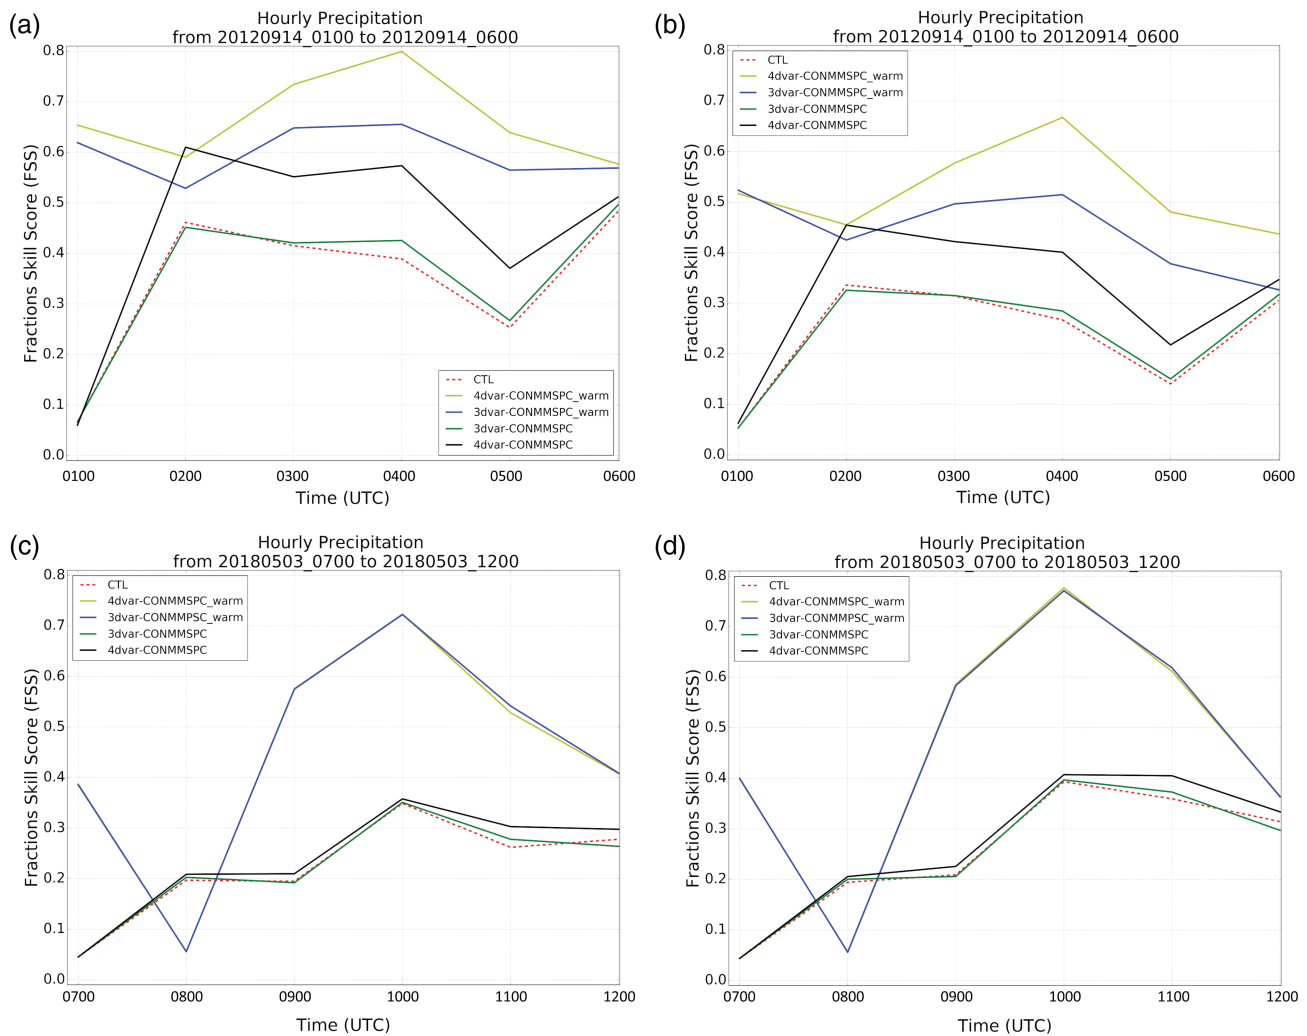 (a)
Hourly Precipitation
from 20120914_0100 to 20120914_0600
0.8
0.7
0.6
0.5
0.4
0.3
0.2
0.1
0.0
Fractions Skill Score (FSS)
CTL
4dvar-CONMMSPC_warm
3dvar-CONMMSPC_warm
3dvar-CONMMSPC
4dvar-CONMMSPC
0100
0200
0300
0400
0500
0600
Time (UTC)
(b)
Hourly Precipitation
from 20120914_0100 to 20120914_0600
0.8
0.7
0.6
0.5
0.4
0.3
0.2
0.1
0.0
Fractions Skill Score (FSS)
CTL
4dvar-CONMMSPC_warm
3dvar-CONMMSPC_warm
3dvar-CONMMSPC
4dvar-CONMMSPC
0100
0200
0300
0400
0500
0600
Time (UTC)
(c)
Hourly Precipitation
from 20180503_0700 to 20180503_1200
0.8
0.7
0.6
0.5
0.4
0.3
0.2
0.1
0.0
Fractions Skill Score (FSS)
CTL
4dvar-CONMMSPC_warm
3dvar-CONMMPSC_warm
3dvar-CONMMSPC
4dvar-CONMMSPC
0700
0800
0900
1000
1100
1200
Time (UTC)
(d)
Hourly Precipitation
from 20180503_0700 to 20180503_1200
0.8
0.7
0.6
0.5
0.4
0.3
0.2
0.1
0.0
Fractions Skill Score (FSS)
CTL
4dvar-CONMMSPC_warm
3dvar-CONMMPSC_warm
3dvar-CONMMSPC
4dvar-CONMMSPC
0700
0800
0900
1000
1100
1200
Time (UTC)